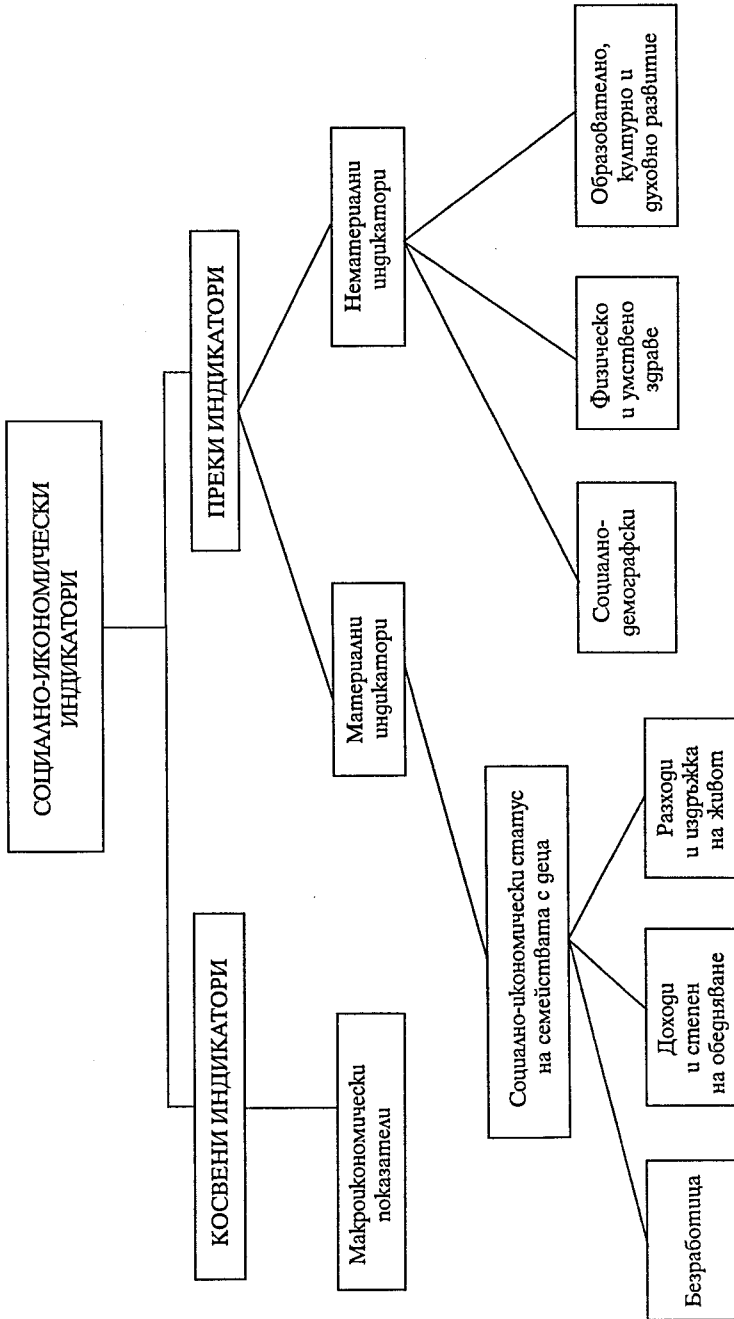 СОЦИАЛНО-ИКОНОМИЧЕСКИ
ИНДИКАТОРИ
КОСВЕНИ ИНДИКАТОРИ
ПРЕКИ ИНДИКАТОРИ
Макроикономически
показатели
Материални
индикатори
Нематериални
индикатори
Социално-икономически статус
на семействата с деца
Социално-
демографски
Физическо
и умствено
здраве
Образователно,
културно и
духовно развитие
Безработица
Доходи
и степен
на обедняване
Разходи
и издръжка
на живот